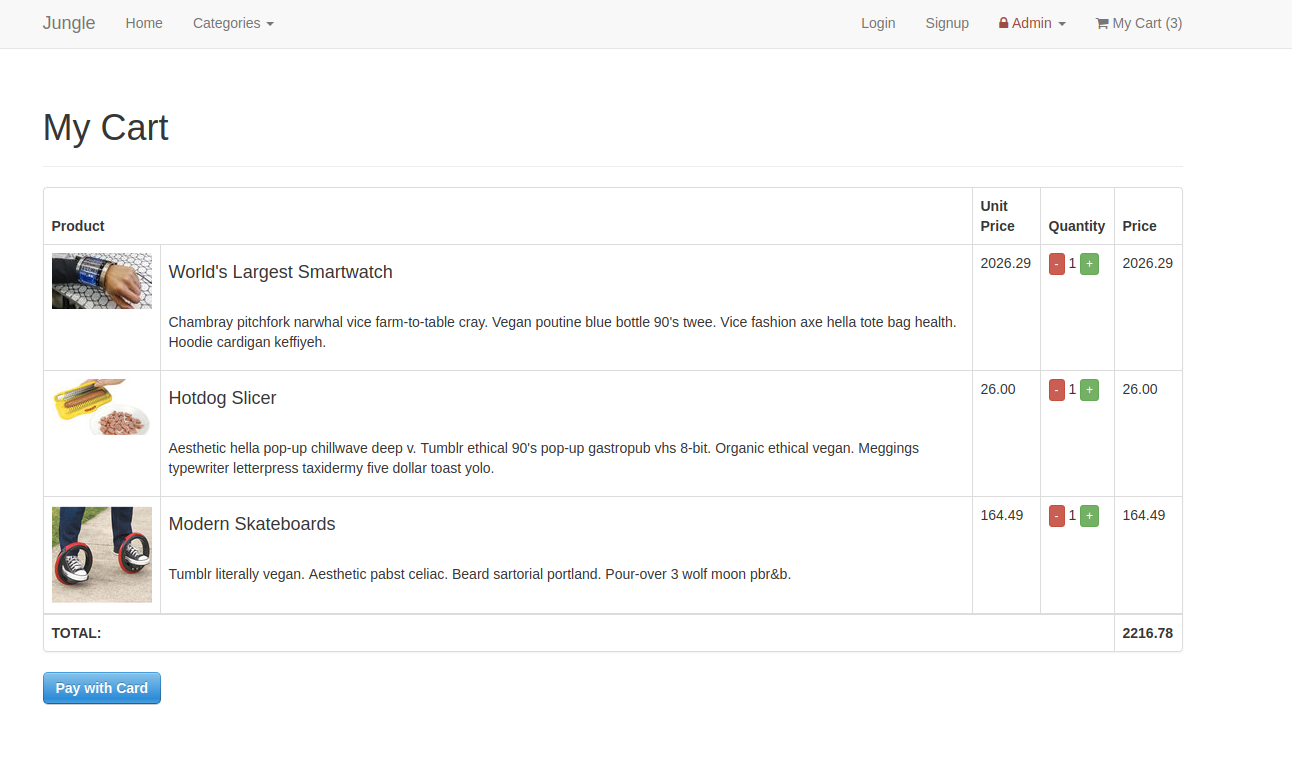 Jungle Home Categories Login Signup Admin My Cart (3)
My Cart
Product Unit Price Quantity Price
World's Largest Smartwatch 2026.29 - 1 + 2026.29
Chambray pitchfork narwhal vice farm-to-table cray. Vegan poutine blue bottle 90's twee. Vice fashion axe hella tote bag health.
Hoodie cardigan keffiyeh.
Hotdog Slicer 26.00 - 1 + 26.00
Aesthetic hella pop-up chillwave deep v. Tumblr ethical 90's pop-up gastropub vhs 8-bit. Organic ethical vegan. Meggings
typewriter letterpress taxidermy five dollar toast yolo.
Modern Skateboards 164.49 - 1 + 164.49
Tumblr literally vegan. Aesthetic pabst celiac. Beard sartorial portland. Pour-over 3 wolf moon pbr&b.
TOTAL: 2216.78
Pay with Card